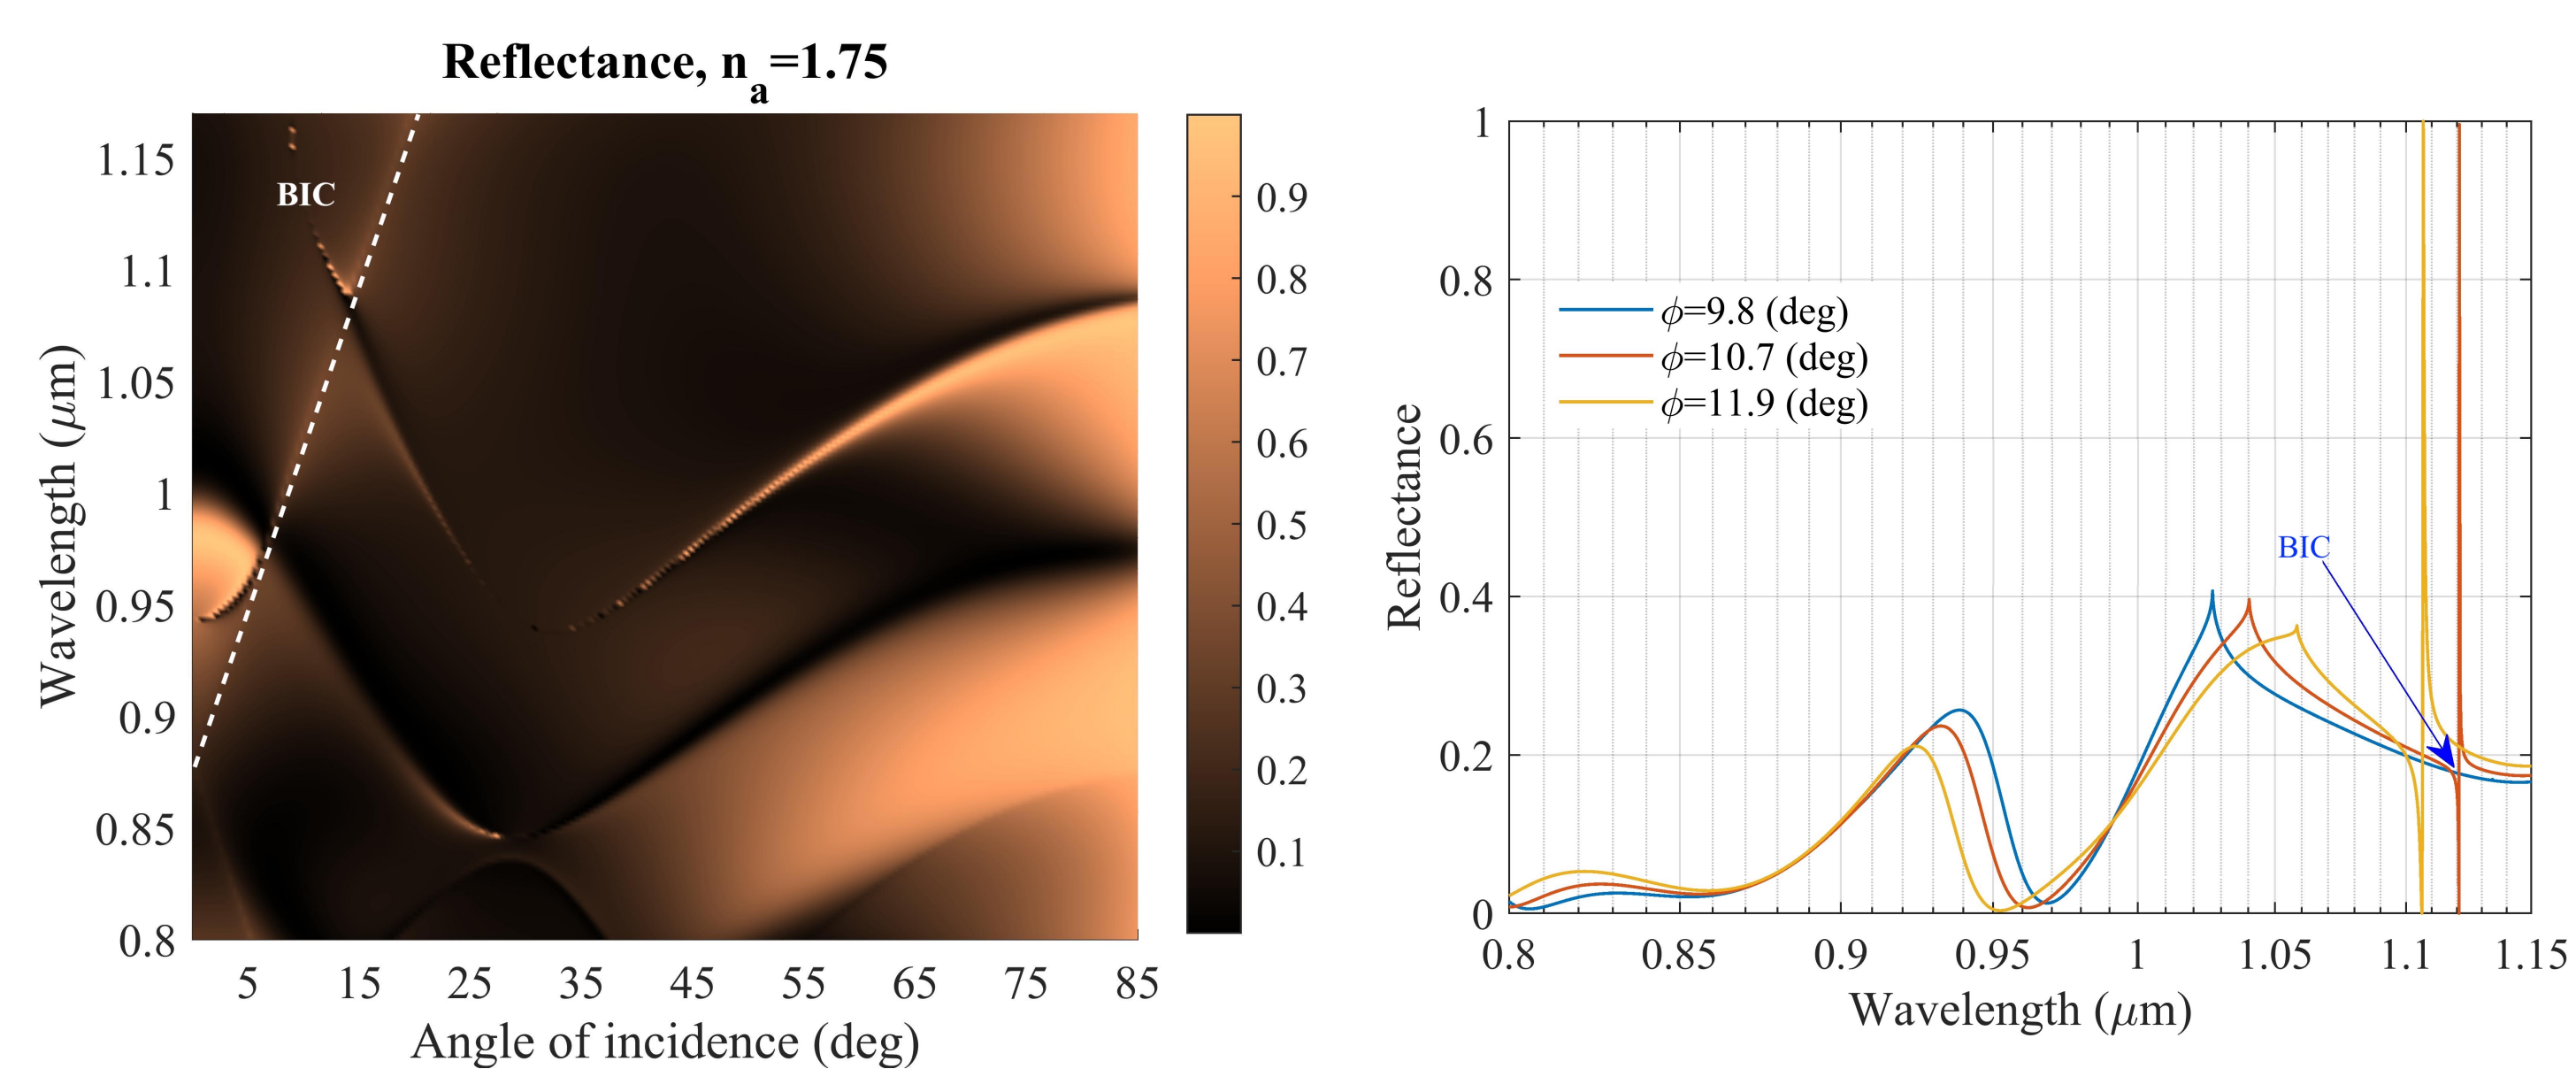 Reflectance, nₐ=1.75
Wavelength (μm)
1.15
1.1
1.05
1
0.95
0.9
0.85
0.8
BIC
5 15 25 35 45 55 65 75 85
Angle of incidence (deg)
0.9
0.8
0.7
0.6
0.5
0.4
0.3
0.2
0.1
Reflectance
1
0.8
0.6
0.4
0.2
0
ϕ=9.8 (deg)
ϕ=10.7 (deg)
ϕ=11.9 (deg)
BIC
0.8 0.85 0.9 0.95 1 1.05 1.1 1.15
Wavelength (μm)